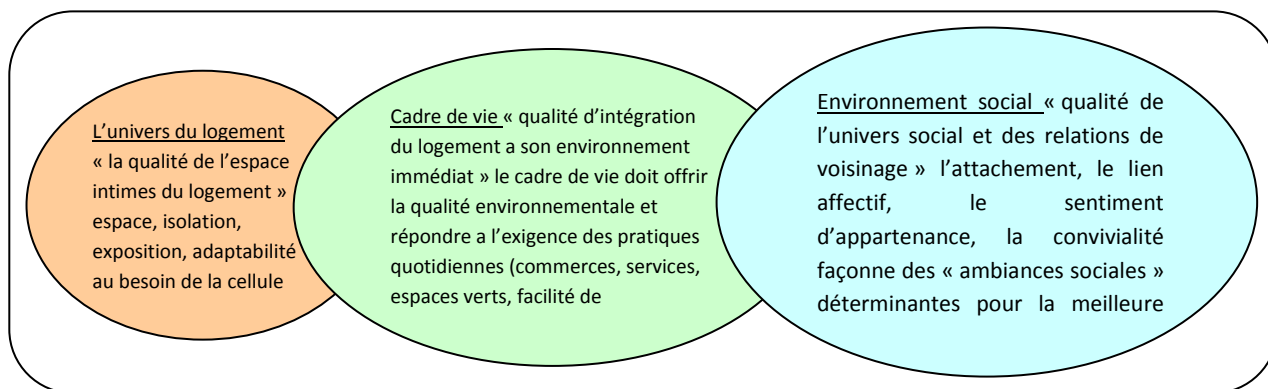 L’univers du logement
« la qualité de l’espace
intimes du logement »
espace, isolation,
exposition, adaptabilité
au besoin de la cellule
Cadre de vie « qualité d’intégration
du logement a son environnement
immédiat » le cadre de vie doit offrir
la qualité environnementale et
répondre a l’exigence des pratiques
quotidiennes (commerces, services,
espaces verts, facilité de
Environnement social « qualité de
l’univers social et des relations de
voisinage » l’attachement, le lien
affectif, le sentiment
d’appartenance, la convivialité
façonne des « ambiances sociales »
déterminantes pour la meilleure